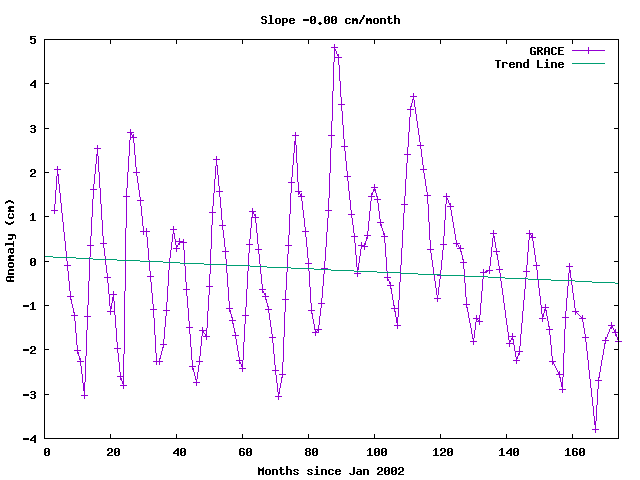 Slope -0.00 cm/month
GRACE
Trend Line
Anomaly (cm)
5
4
3
2
1
0
-1
-2
-3
-4
0 20 40 60 80 100 120 140 160
Months since Jan 2002